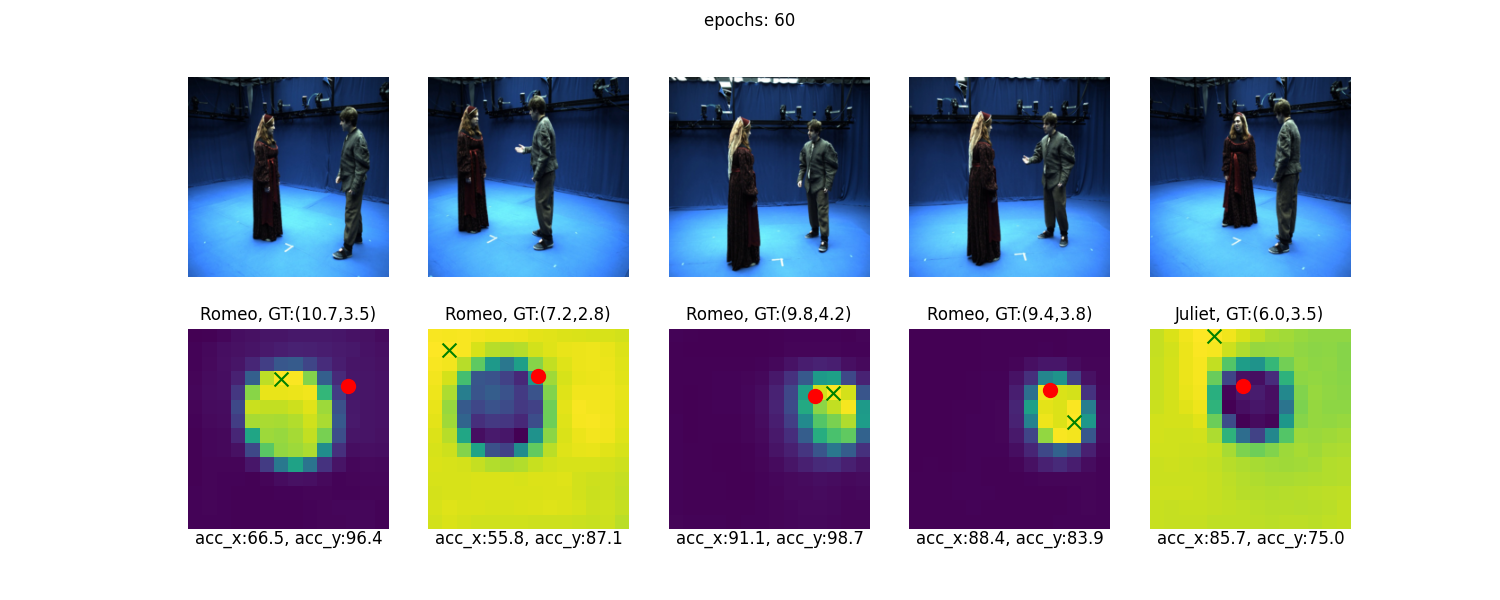 epochs: 60
Romeo, GT:(10.7,3.5)
Romeo, GT:(7.2,2.8)
Romeo, GT:(9.8,4.2)
Romeo, GT:(9.4,3.8)
Juliet, GT:(6.0,3.5)
acc_x:66.5, acc_y:96.4
acc_x:55.8, acc_y:87.1
acc_x:91.1, acc_y:98.7
acc_x:88.4, acc_y:83.9
acc_x:85.7, acc_y:75.0